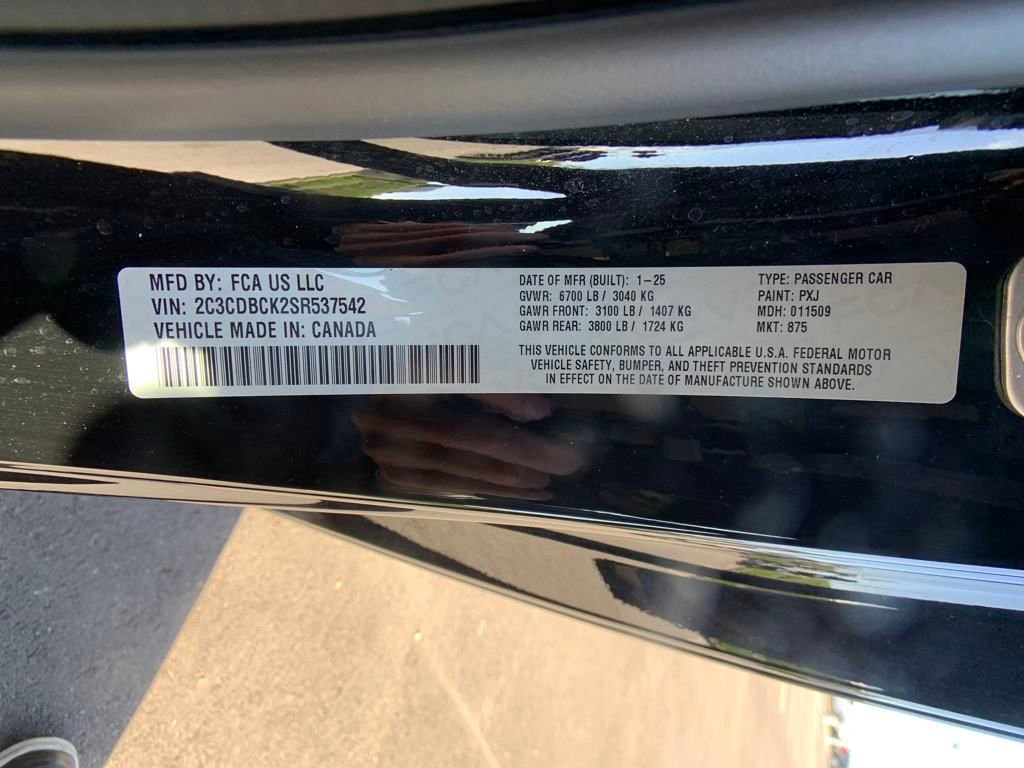 MFD BY: FCA US LLC
VIN: 2C3CDBCK2SR537542
VEHICLE MADE IN: CANADA
DATE OF MFR (BUILT): 1-25
GVWR: 6700 LB / 3040 KG
GAWR FRONT: 3100 LB / 1407 KG
GAWR REAR: 3800 LB / 1724 KG
TYPE: PASSENGER CAR
PAINT: PXJ
MDH: 011509
MKT: 875
THIS VEHICLE CONFORMS TO ALL APPLICABLE U.S.A. FEDERAL MOTOR
VEHICLE SAFETY, BUMPER, AND THEFT PREVENTION STANDARDS
IN EFFECT ON THE DATE OF MANUFACTURE SHOWN ABOVE.